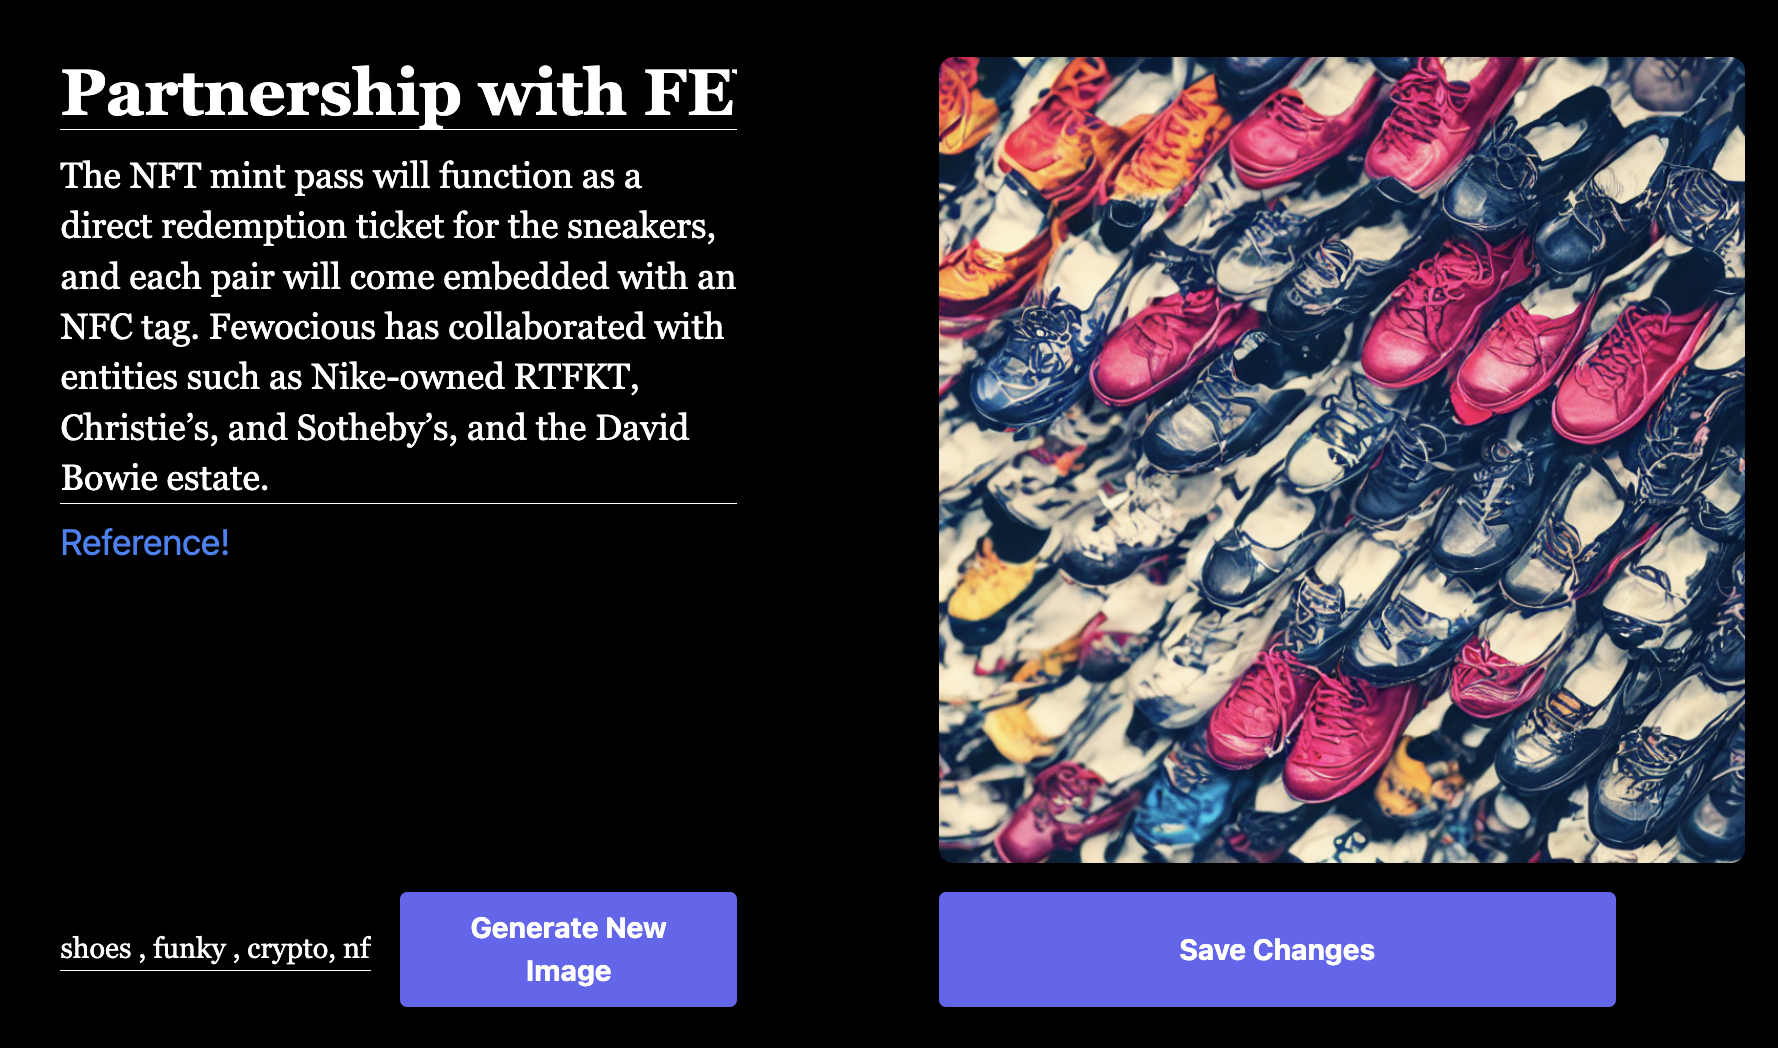 Partnership with FE
The NFT mint pass will function as a
direct redemption ticket for the sneakers,
and each pair will come embedded with an
NFC tag. Fewocious has collaborated with
entities such as Nike-owned RTFKT,
Christie’s, and Sotheby’s, and the David
Bowie estate.
Reference!
shoes , funky , crypto, nf
Generate New
Image
Save Changes